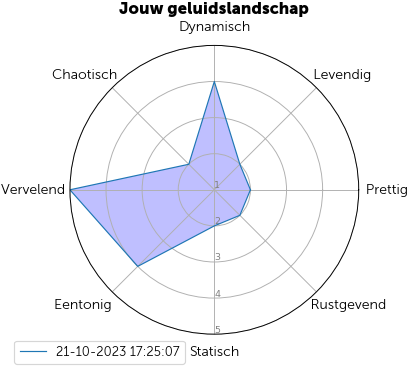 Jouw geluidslandschap
Dynamisch
Chaotisch
Levendig
Vervelend
1
Prettig
2
3
Eentonig
4
Rustgevend
5
21-10-2023 17:25:07
Statisch